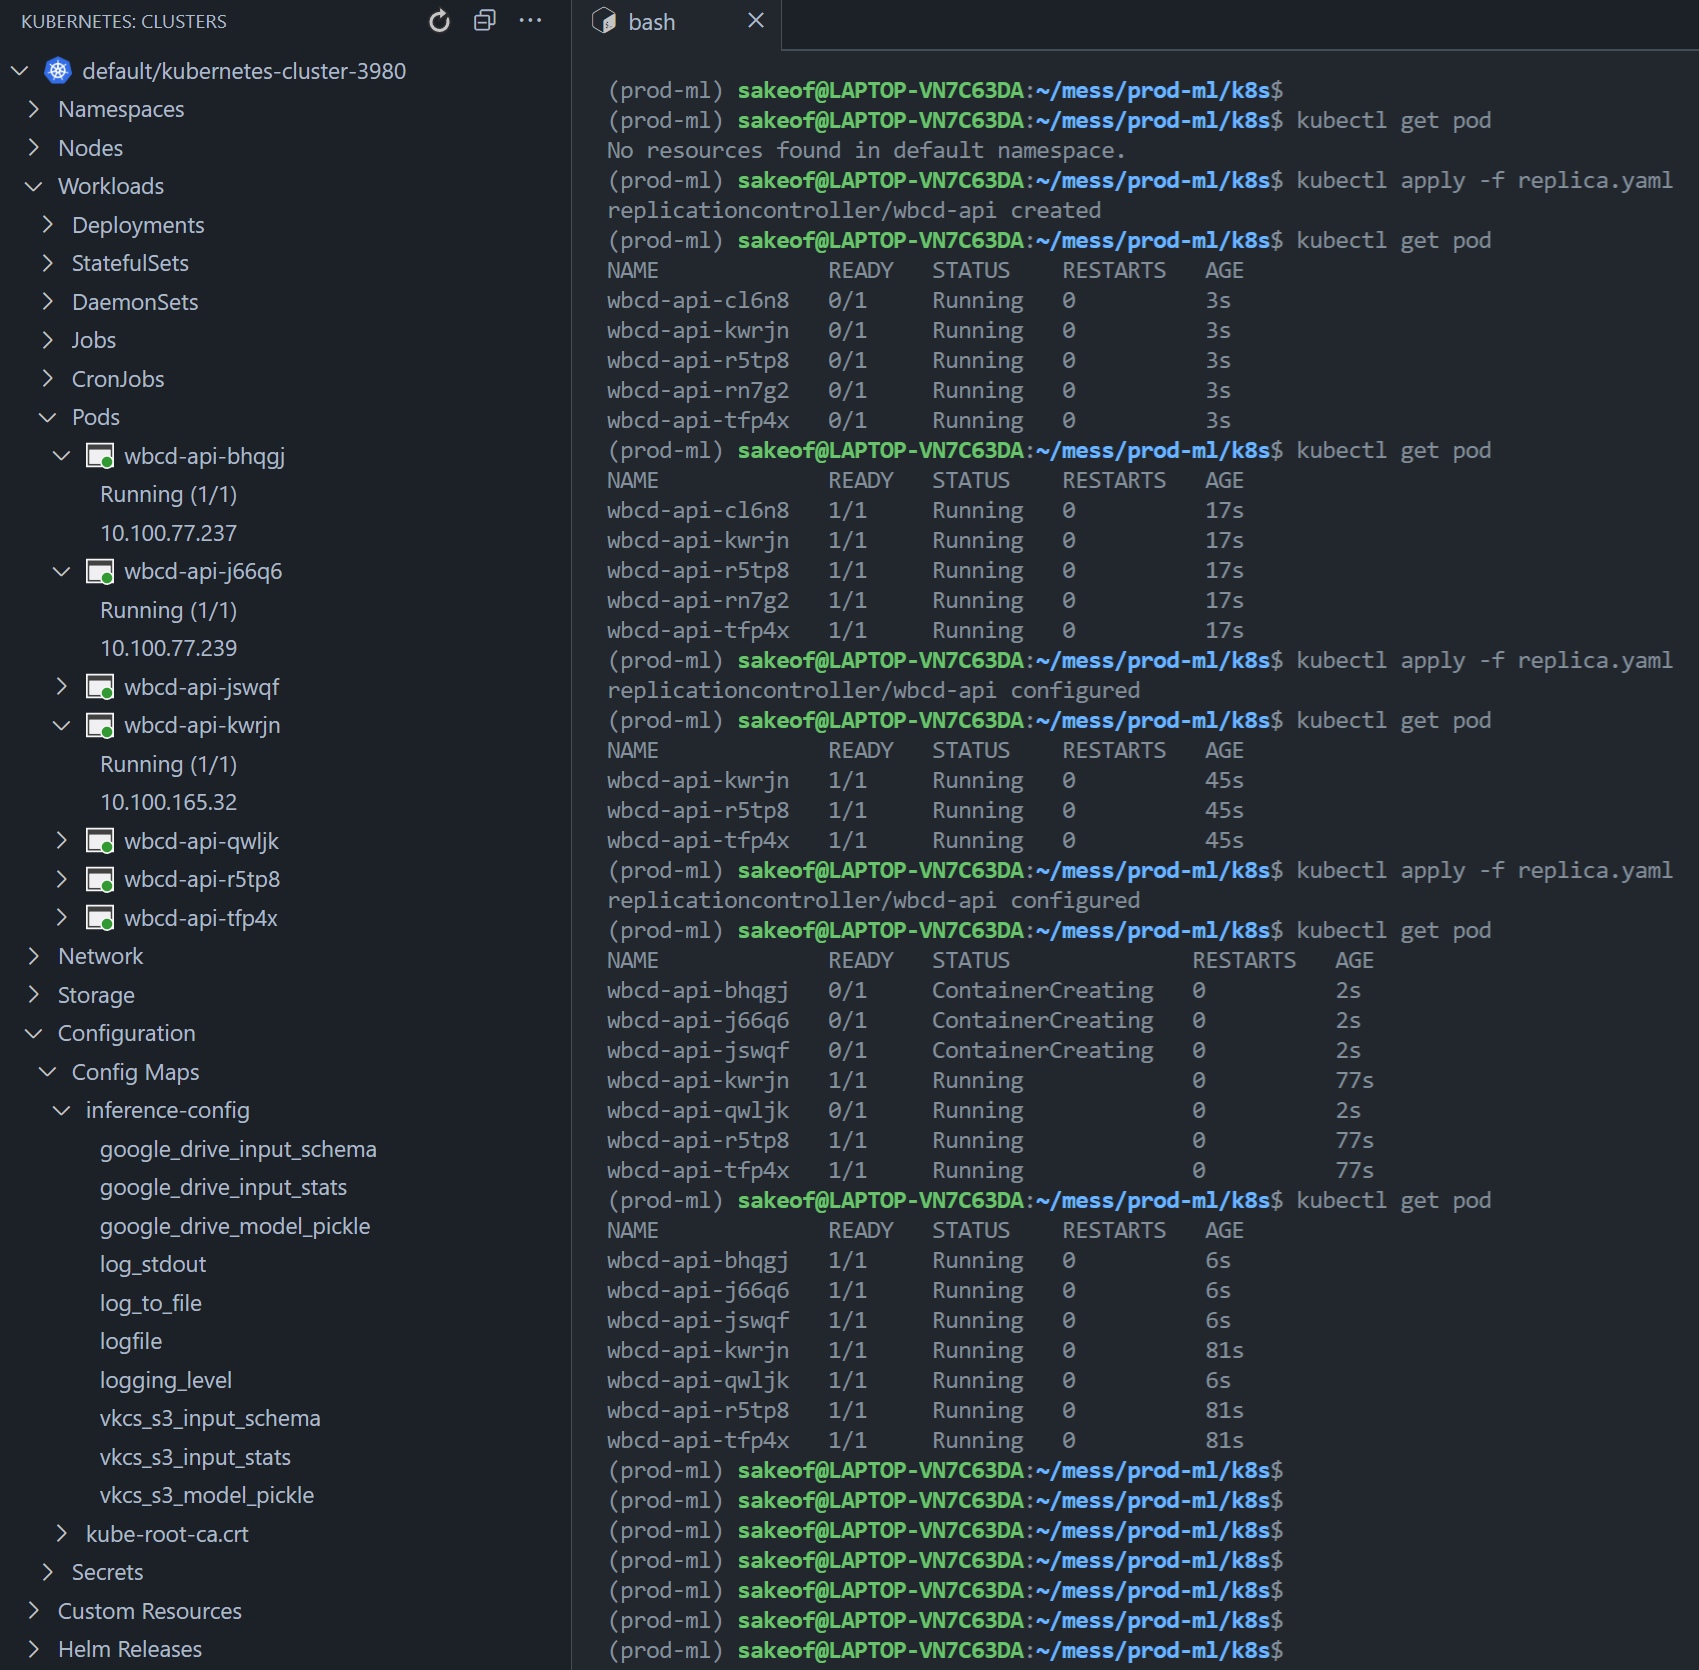 KUBERNETES: CLUSTERS
default/kubernetes-cluster-3980
Namespaces
Nodes
Workloads
Deployments
StatefulSets
DaemonSets
Jobs
CronJobs
Pods
wbcd-api-bhqgj
Running (1/1)
10.100.77.237
wbcd-api-j66q6
Running (1/1)
10.100.77.239
wbcd-api-jswqf
wbcd-api-kwrjn
Running (1/1)
10.100.165.32
wbcd-api-qwljk
wbcd-api-r5tp8
wbcd-api-tfp4x
Network
Storage
Configuration
Config Maps
inference-config
google_drive_input_schema
google_drive_input_stats
google_drive_model_pickle
log_stdout
log_to_file
logfile
logging_level
vkcs_s3_input_schema
vkcs_s3_input_stats
vkcs_s3_model_pickle
kube-root-ca.crt
Secrets
Custom Resources
Helm Releases
bash
(prod-ml) sakeof@LAPTOP-VN7C63DA:~/mess/prod-ml/k8s$
(prod-ml) sakeof@LAPTOP-VN7C63DA:~/mess/prod-ml/k8s$ kubectl get pod
No resources found in default namespace.
(prod-ml) sakeof@LAPTOP-VN7C63DA:~/mess/prod-ml/k8s$ kubectl apply -f replica.yaml
replicationcontroller/wbcd-api created
(prod-ml) sakeof@LAPTOP-VN7C63DA:~/mess/prod-ml/k8s$ kubectl get pod
NAME READY STATUS RESTARTS AGE
wbcd-api-cl6n8 0/1 Running 0 3s
wbcd-api-kwrjn 0/1 Running 0 3s
wbcd-api-r5tp8 0/1 Running 0 3s
wbcd-api-rn7g2 0/1 Running 0 3s
wbcd-api-tfp4x 0/1 Running 0 3s
(prod-ml) sakeof@LAPTOP-VN7C63DA:~/mess/prod-ml/k8s$ kubectl get pod
NAME READY STATUS RESTARTS AGE
wbcd-api-cl6n8 1/1 Running 0 17s
wbcd-api-kwrjn 1/1 Running 0 17s
wbcd-api-r5tp8 1/1 Running 0 17s
wbcd-api-rn7g2 1/1 Running 0 17s
wbcd-api-tfp4x 1/1 Running 0 17s
(prod-ml) sakeof@LAPTOP-VN7C63DA:~/mess/prod-ml/k8s$ kubectl apply -f replica.yaml
replicationcontroller/wbcd-api configured
(prod-ml) sakeof@LAPTOP-VN7C63DA:~/mess/prod-ml/k8s$ kubectl get pod
NAME READY STATUS RESTARTS AGE
wbcd-api-kwrjn 1/1 Running 0 45s
wbcd-api-r5tp8 1/1 Running 0 45s
wbcd-api-tfp4x 1/1 Running 0 45s
(prod-ml) sakeof@LAPTOP-VN7C63DA:~/mess/prod-ml/k8s$ kubectl apply -f replica.yaml
replicationcontroller/wbcd-api configured
(prod-ml) sakeof@LAPTOP-VN7C63DA:~/mess/prod-ml/k8s$ kubectl get pod
NAME READY STATUS RESTARTS AGE
wbcd-api-bhqgj 0/1 ContainerCreating 0 2s
wbcd-api-j66q6 0/1 ContainerCreating 0 2s
wbcd-api-jswqf 0/1 ContainerCreating 0 2s
wbcd-api-kwrjn 1/1 Running 0 77s
wbcd-api-qwljk 0/1 Running 0 2s
wbcd-api-r5tp8 1/1 Running 0 77s
wbcd-api-tfp4x 1/1 Running 0 77s
(prod-ml) sakeof@LAPTOP-VN7C63DA:~/mess/prod-ml/k8s$ kubectl get pod
NAME READY STATUS RESTARTS AGE
wbcd-api-bhqgj 1/1 Running 0 6s
wbcd-api-j66q6 1/1 Running 0 6s
wbcd-api-jswqf 1/1 Running 0 6s
wbcd-api-kwrjn 1/1 Running 0 81s
wbcd-api-qwljk 1/1 Running 0 6s
wbcd-api-r5tp8 1/1 Running 0 81s
wbcd-api-tfp4x 1/1 Running 0 81s
(prod-ml) sakeof@LAPTOP-VN7C63DA:~/mess/prod-ml/k8s$
(prod-ml) sakeof@LAPTOP-VN7C63DA:~/mess/prod-ml/k8s$
(prod-ml) sakeof@LAPTOP-VN7C63DA:~/mess/prod-ml/k8s$
(prod-ml) sakeof@LAPTOP-VN7C63DA:~/mess/prod-ml/k8s$
(prod-ml) sakeof@LAPTOP-VN7C63DA:~/mess/prod-ml/k8s$
(prod-ml) sakeof@LAPTOP-VN7C63DA:~/mess/prod-ml/k8s$
(prod-ml) sakeof@LAPTOP-VN7C63DA:~/mess/prod-ml/k8s$